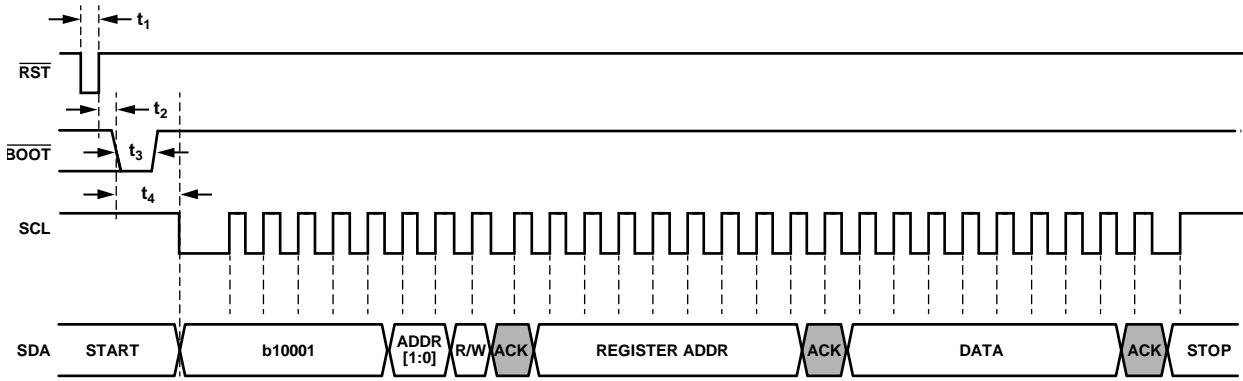 t1
RST
t2
BOOT
t3
t4
SCL
SDA START b10001 ADDR [1:0] R/W ACK REGISTER ADDR ACK DATA ACK STOP